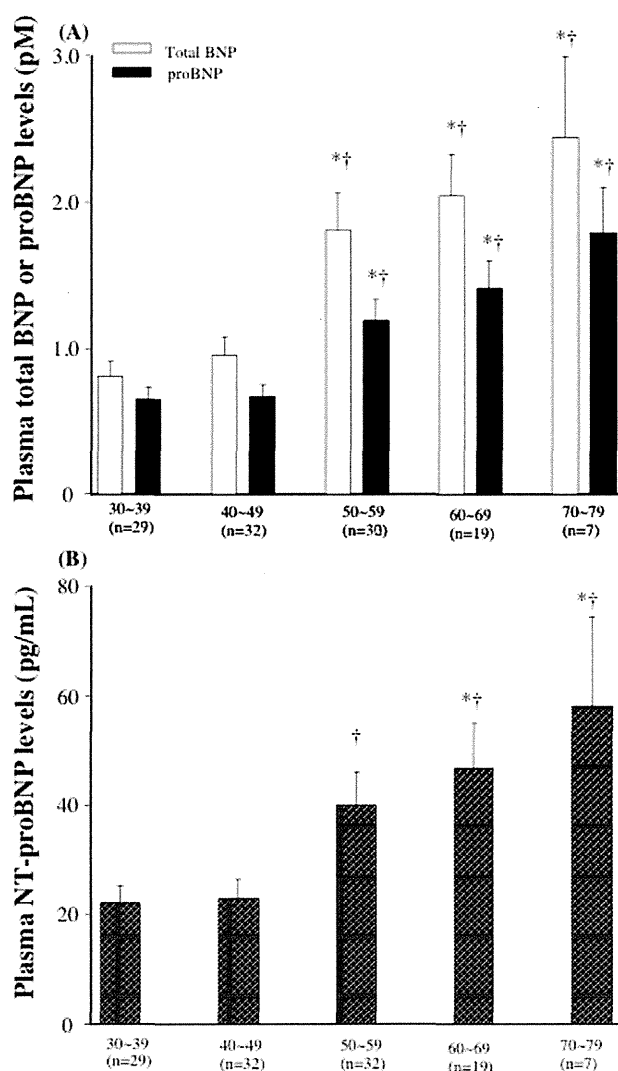 (A)
Plasma total BNP or proBNP levels (pM)
Total BNP
proBNP
3.0
2.0
1.0
0
*†
*†
*†
*†
*†
*†
30~39
(n=29)
40~49
(n=32)
50~59
(n=30)
60~69
(n=19)
70~79
(n=7)
(B)
Plasma NT-proBNP levels (pg/mL)
80
60
40
20
0
†
*†
*†
30~39
(n=29)
40~49
(n=32)
50~59
(n=32)
60~69
(n=19)
70~79
(n=7)